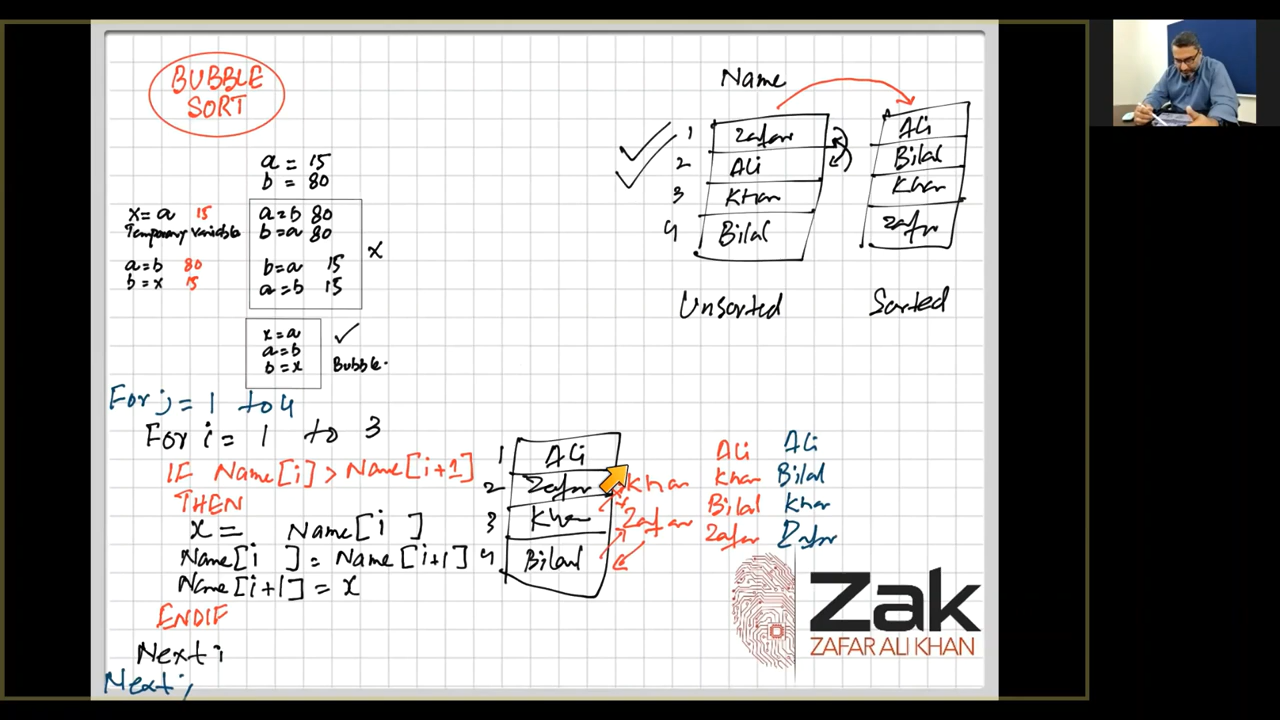 BUBBLE
SORT
a = 15
b = 80
x = a 15
Temporary variable
a = b 80
b = x 15
a = b 80
b = a 80
b = a 15
a = b 15
x
x = a
a = b
b = x
✓
Bubble.
Name
1 Zafar
2 Ali
3 Khan
4 Bilal
Unsorted
Ali
Bilal
Khan
Zafr
Sorted
For j = 1 to 4
For i = 1 to 3
IF Name[i] > Name[i+1]
THEN
x = Name[i ]
Name[i ] = Name[i+1]
Name[i+1] = x
ENDIF
Next i
Next j
1 Ali
2 Zafar
3 Khan
4 Bilal
Khan
Zafar
Ali
Khan
Bilal
Zafar
Ali
Bilal
Khar
Zafar
Zak
ZAFAR ALI KHAN